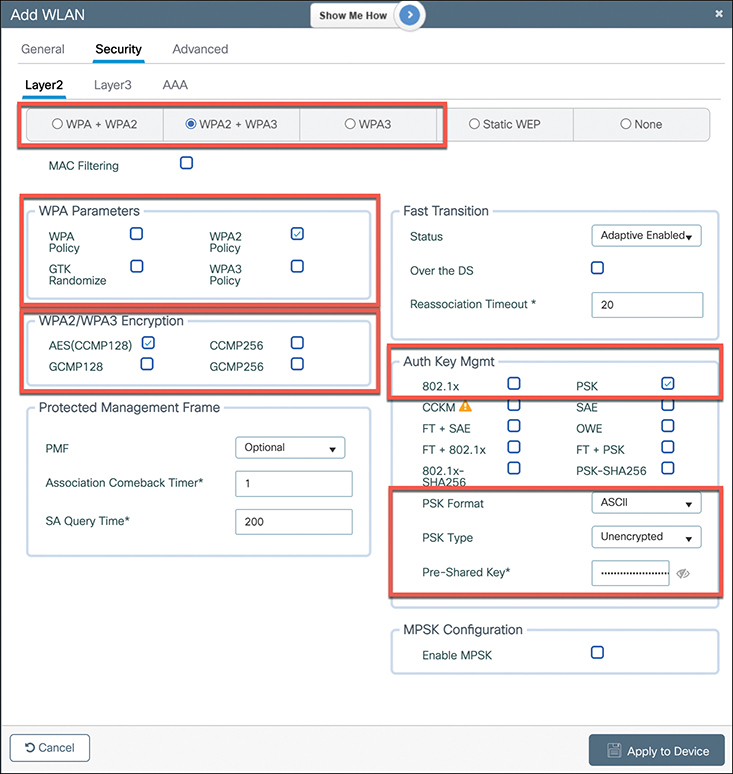 Add WLAN
Show Me How
General Security Advanced
Layer2 Layer3 AAA
WPA + WPA2 WPA2 + WPA3 WPA3 Static WEP None
MAC Filtering
WPA Parameters
WPA Policy WPA2 Policy
GTK Randomize WPA3 Policy
WPA2/WPA3 Encryption
AES(CCMP128) CCMP256
GCMP128 GCMP256
Protected Management Frame
PMF Optional
Association Comeback Timer* 1
SA Query Time* 200
Fast Transition
Status Adaptive Enabled
Over the DS
Reassociation Timeout * 20
Auth Key Mgmt
802.1x PSK
CCKM SAE
FT + SAE OWE
FT + 802.1x FT + PSK
802.1x-SHA256 PSK-SHA256
PSK Format ASCII
PSK Type Unencrypted
Pre-Shared Key*
MPSK Configuration
Enable MPSK
Cancel Apply to Device